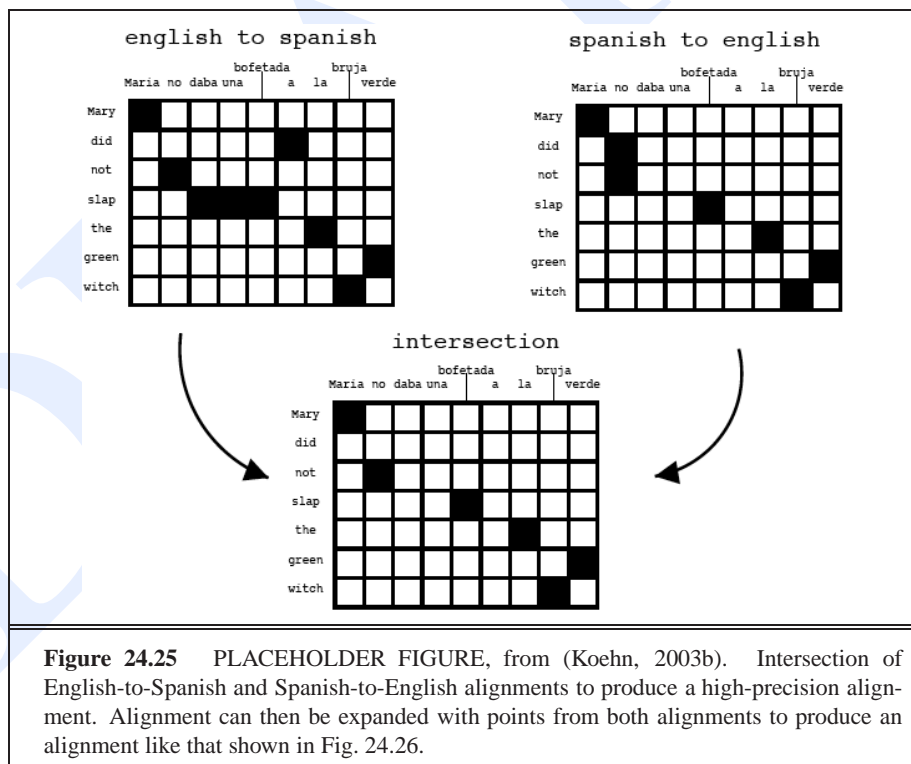 english to spanish
bofetada bruja
Maria no daba una a la verde
Mary
did
not
slap
the
green
witch
spanish to english
bofetada bruja
Maria no daba una a la verde
Mary
did
not
slap
the
green
witch
intersection
bofetada bruja
Maria no daba una a la verde
Mary
did
not
slap
the
green
witch
Figure 24.25 PLACEHOLDER FIGURE, from (Koehn, 2003b). Intersection of
English-to-Spanish and Spanish-to-English alignments to produce a high-precision align-
ment. Alignment can then be expanded with points from both alignments to produce an
alignment like that shown in Fig. 24.26.